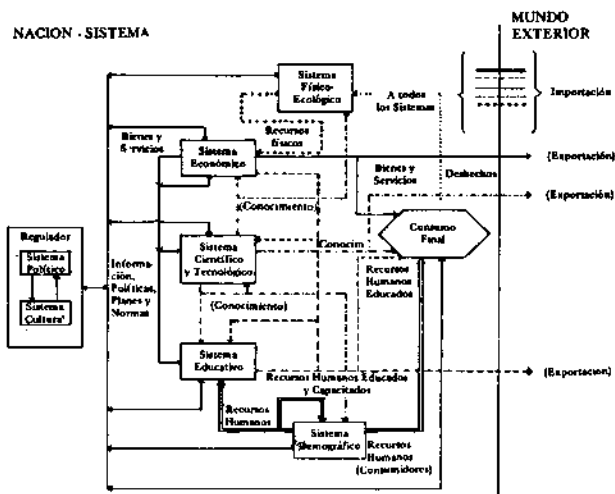 NACION - SISTEMA
MUNDO
EXTERIOR
Sistema
Físico-
Ecológico
A todos
los Sistemas
Importación
Bienes y
Servicios
Recursos
físicos
Sistema
Económico
Bienes y
Servicios
Deshechos
(Exportación)
(Exportación)
(Conocimiento)
Regulador
Sistema
Político
Sistema
Cultural
Información,
Políticas,
Planes y
Normas
Sistema
Científico
y
Tecnológico
Conocim
Consumo
Final
Recursos
Humanos
Educados
(Conocimiento)
Sistema
Educativo
Recursos Humanos Educados
y Capacitados
(Exportación)
Recursos
Humanos
Sistema
Demográfico
Recursos
Humanos
(Consumidores)